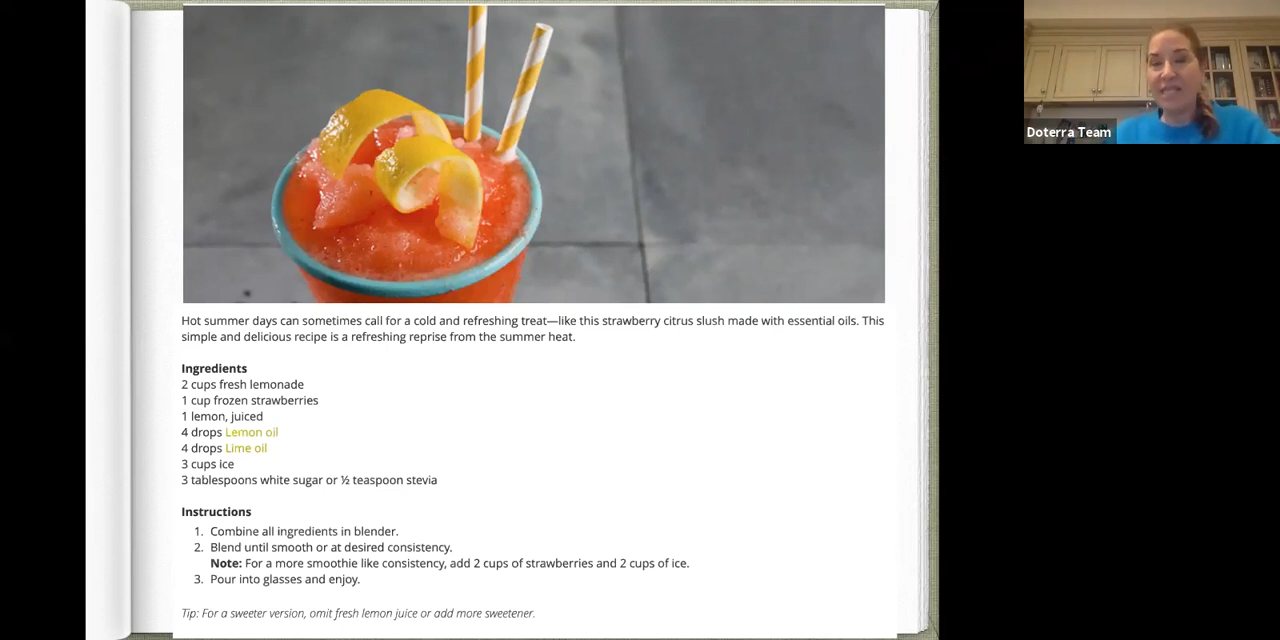 Hot summer days can sometimes call for a cold and refreshing treat—like this strawberry citrus slush made with essential oils. This
simple and delicious recipe is a refreshing reprise from the summer heat.
Ingredients
2 cups fresh lemonade
1 cup frozen strawberries
1 lemon, juiced
4 drops Lemon oil
4 drops Lime oil
3 cups ice
3 tablespoons white sugar or ½ teaspoon stevia
Instructions
1. Combine all ingredients in blender.
2. Blend until smooth or at desired consistency.
Note: For a more smoothie like consistency, add 2 cups of strawberries and 2 cups of ice.
3. Pour into glasses and enjoy.
Tip: For a sweeter version, omit fresh lemon juice or add more sweetener.
Doterra Team